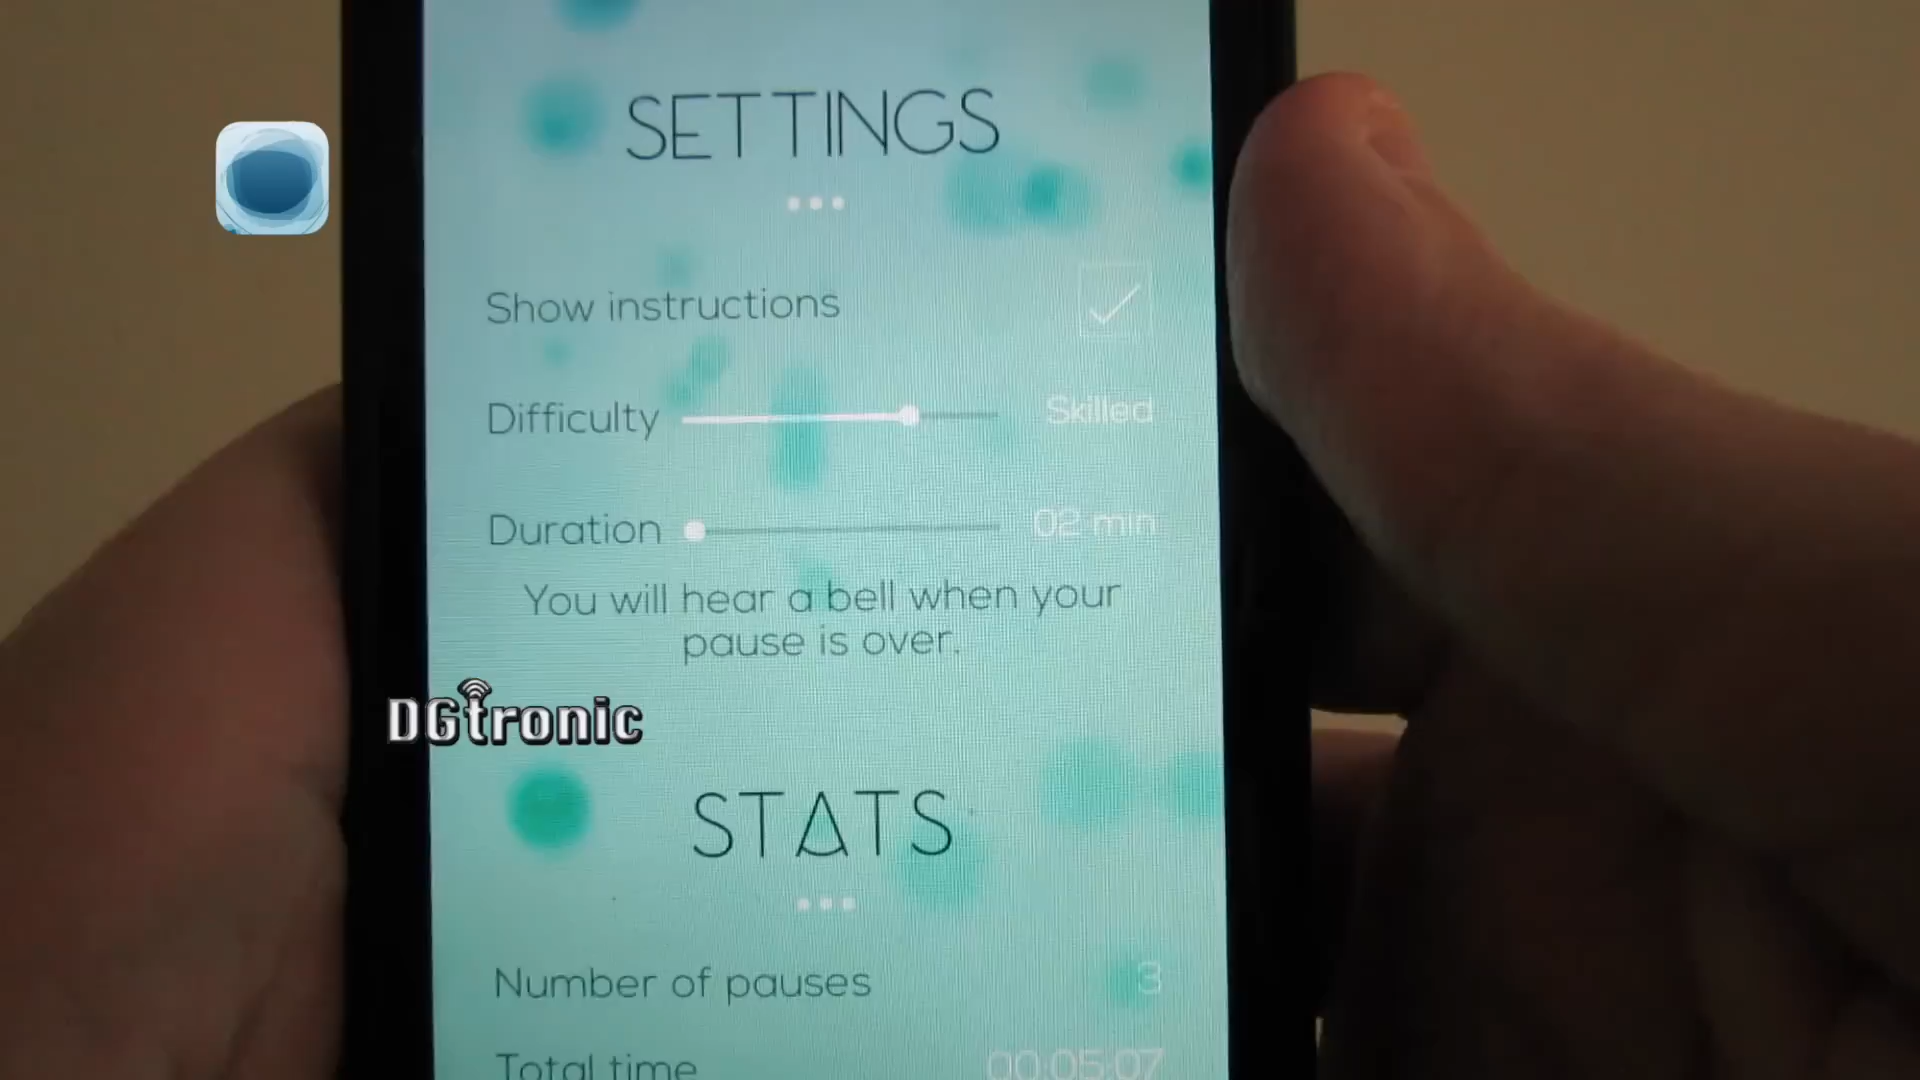 SETTINGS
Show instructions
Difficulty Skilled
Duration 02 min
You will hear a bell when your
pause is over.
DGtronic
STATS
Number of pauses 3
Total time 00:05:07